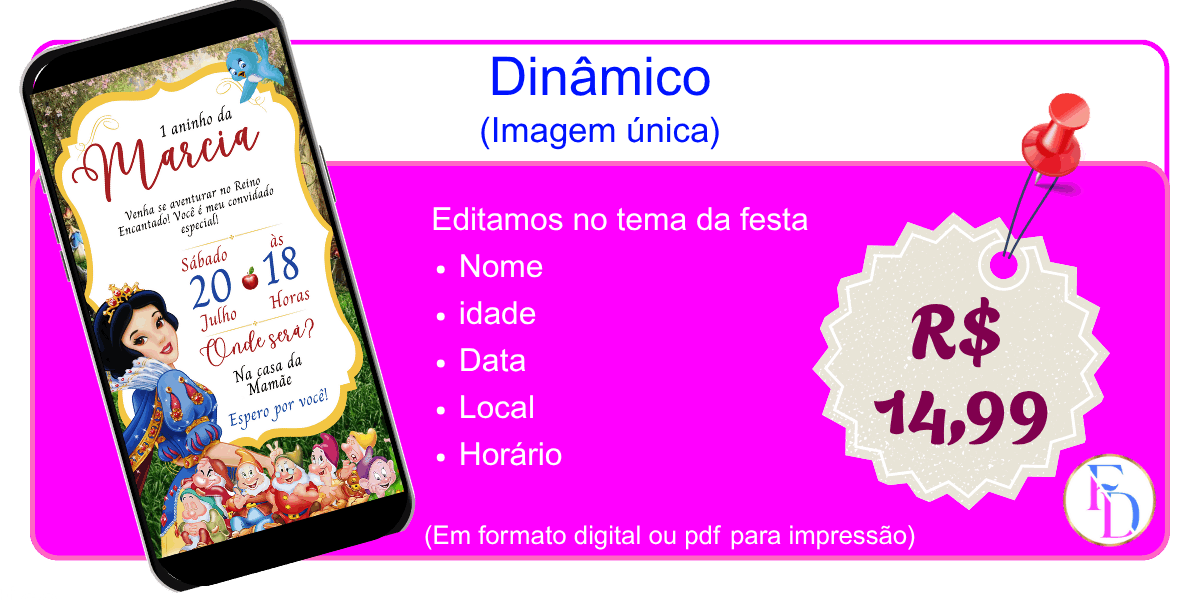 1 aninho da
Marcia
Venha se aventurar no Reino
Encantado! Você é meu convidado
especial!
Sábado
20
Julho
às
18
Horas
Onde será?
Na casa da
Mamãe
Espero por você!
Dinâmico
(Imagem única)
Editamos no tema da festa
• Nome
• idade
• Data
• Local
• Horário
(Em formato digital ou pdf para impressão)
R$
14,99
FD